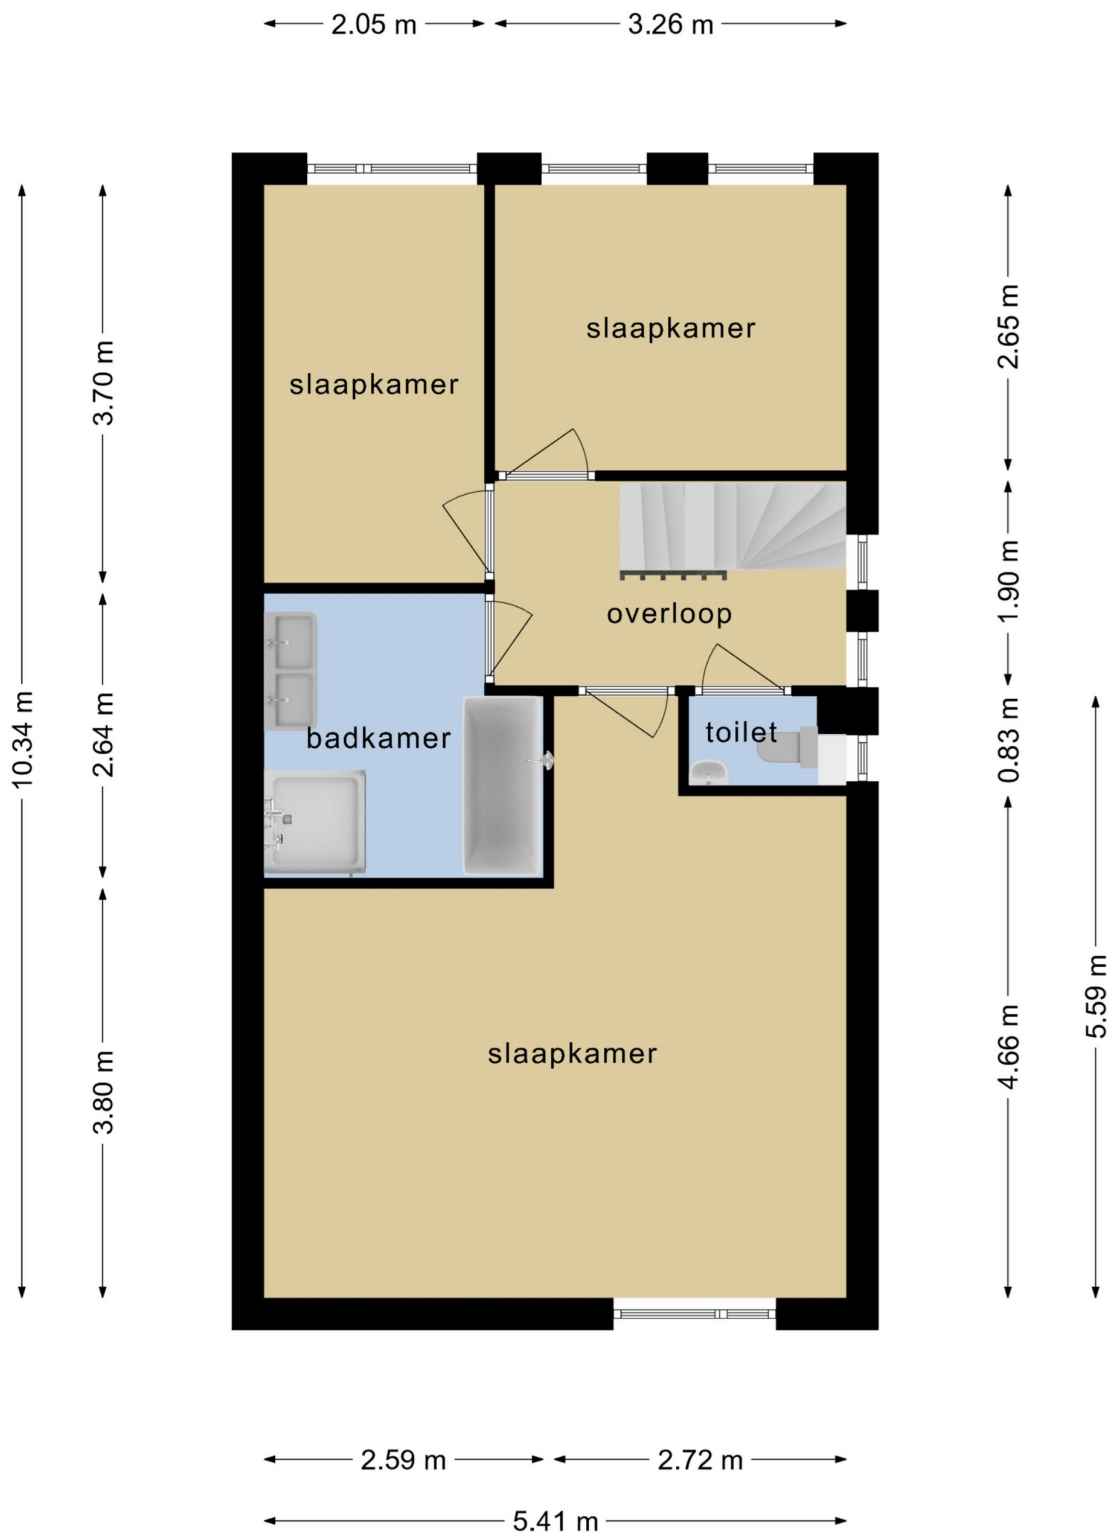 2.05 m
3.26 m
slaapkamer
slaapkamer
3.70 m
2.65 m
10.34 m
2.64 m
1.90 m
overloop
badkamer
toilet
0.83 m
slaapkamer
3.80 m
4.66 m
5.59 m
2.59 m
2.72 m
5.41 m